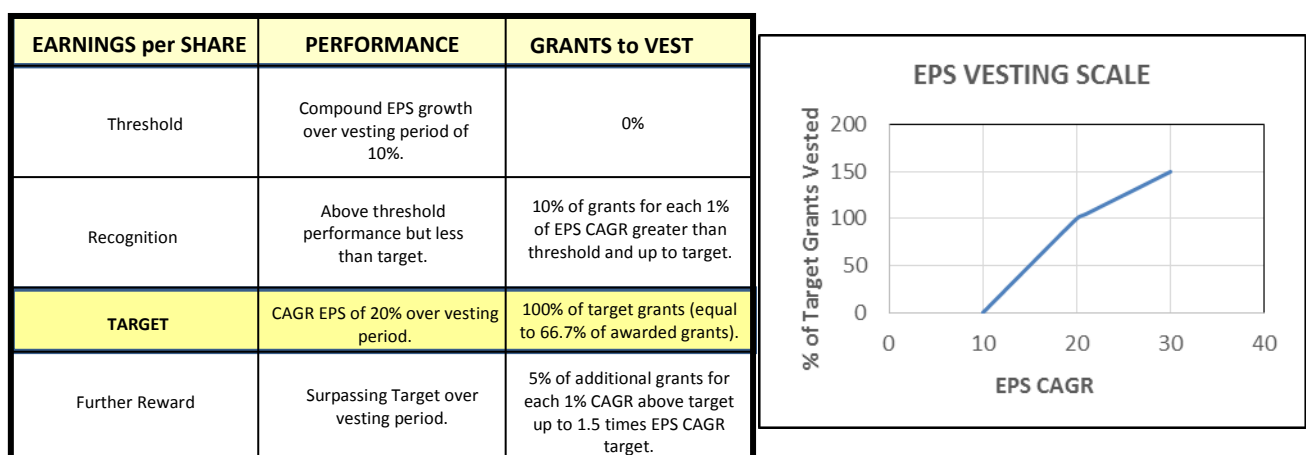 EARNINGS per SHARE PERFORMANCE GRANTS to VEST
Threshold
Compound EPS growth
over vesting period of
10%.
0%
Recognition
Above threshold
performance but less
than target.
10% of grants for each 1%
of EPS CAGR greater than
threshold and up to target.
TARGET
CAGR EPS of 20% over vesting
period.
100% of target grants (equal
to 66.7% of awarded grants).
Further Reward
Surpassing Target over
vesting period.
5% of additional grants for
each 1% CAGR above target
up to 1.5 times EPS CAGR
target.
EPS VESTING SCALE
% of Target Grants Vested
200
150
100
50
0
0 10 20 30 40
EPS CAGR